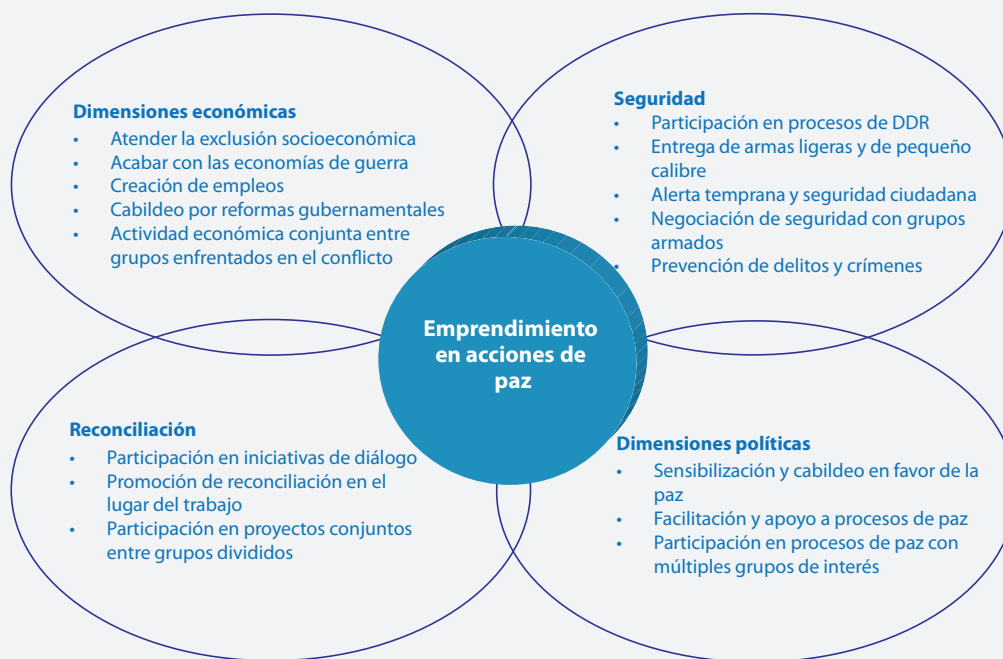 Dimensiones económicas
• Atender la exclusión socioeconómica
• Acabar con las economías de guerra
• Creación de empleos
• Cabildeo por reformas gubernamentales
• Actividad económica conjunta entre
grupos enfrentados en el conflicto
Seguridad
• Participación en procesos de DDR
• Entrega de armas ligeras y de pequeño
calibre
• Alerta temprana y seguridad ciudadana
• Negociación de seguridad con grupos
armados
• Prevención de delitos y crímenes
Emprendimiento
en acciones de
paz
Reconciliación
• Participación en iniciativas de diálogo
• Promoción de reconciliación en el
lugar del trabajo
• Participación en proyectos conjuntos
entre grupos divididos
Dimensiones políticas
• Sensibilización y cabildeo en favor de la
paz
• Facilitación y apoyo a procesos de paz
• Participación en procesos de paz con
múltiples grupos de interés